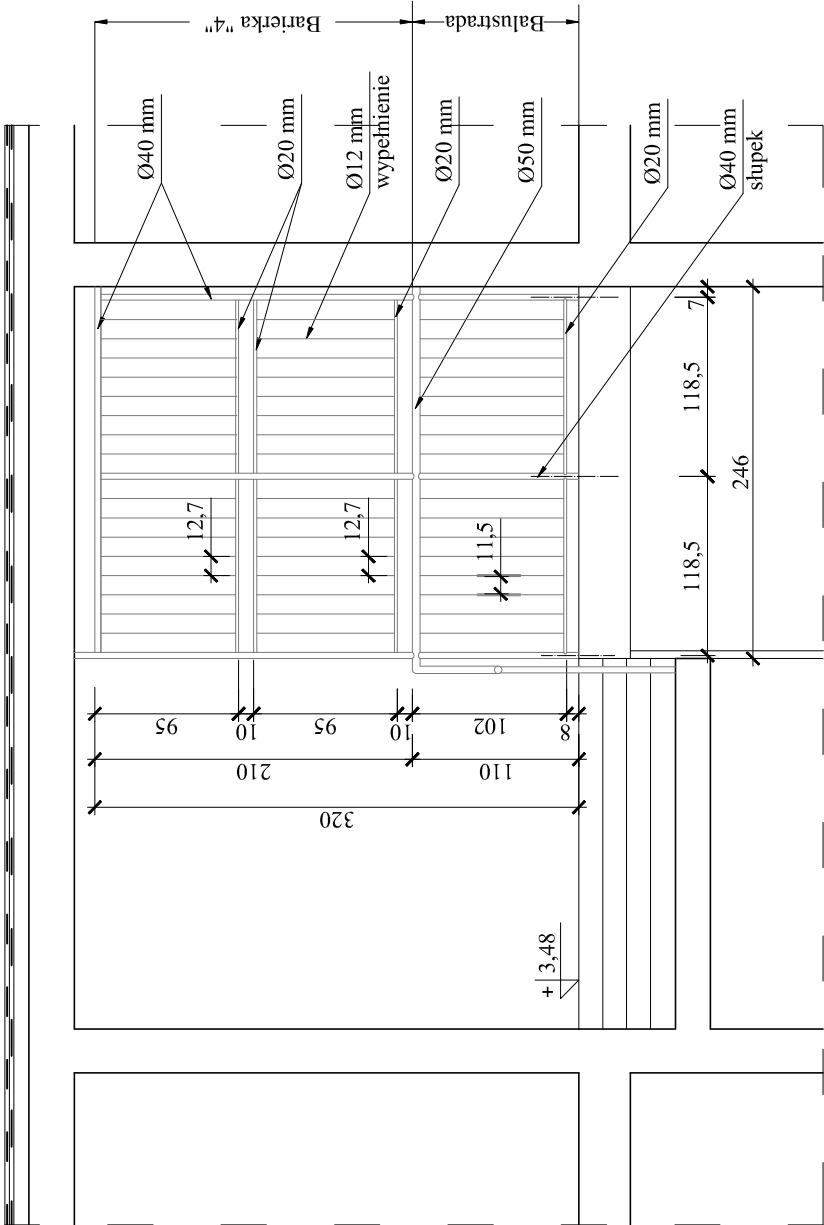 Barierka "4"
Balustrada
Ø40 mm
Ø20 mm
Ø12 mm
wypełnienie
Ø20 mm
Ø50 mm
Ø20 mm
Ø40 mm
słupek
12,7
12,7
11,5
7
118,5
118,5
246
95
10
95
10
102
8
210
110
320
+ 3,48